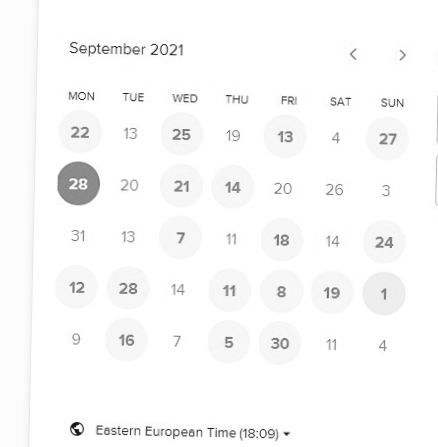 September 2021
MON TUE WED THU FRI SAT SUN
22 13 25 19 13 4 27
28 20 21 14 20 26 3
31 13 7 11 18 14 24
12 28 14 11 8 19 1
9 16 7 5 30 11 4
Eastern European Time (18:09)